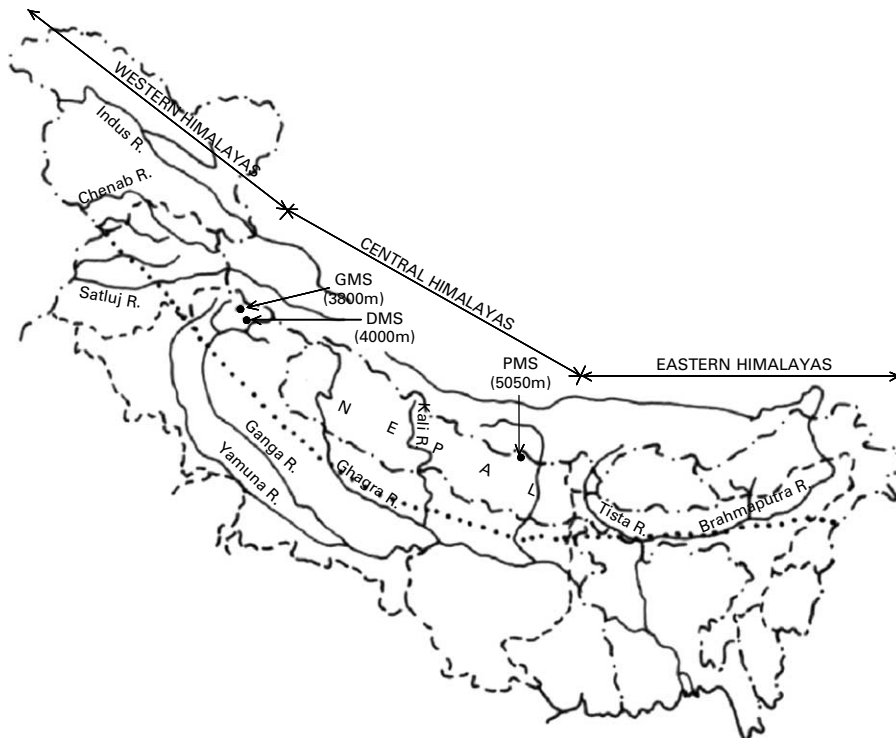 WESTERN HIMALAYAS
Indus R.
Chenab R.
CENTRAL HIMALAYAS
Satluj R.
GMS
(3800m)
DMS
(4000m)
PMS
(5050m)
EASTERN HIMALAYAS
N E P A L
Kali R
Ganga R.
Yamuna R.
Ghagra R.
Tista R.
Brahmaputra R.